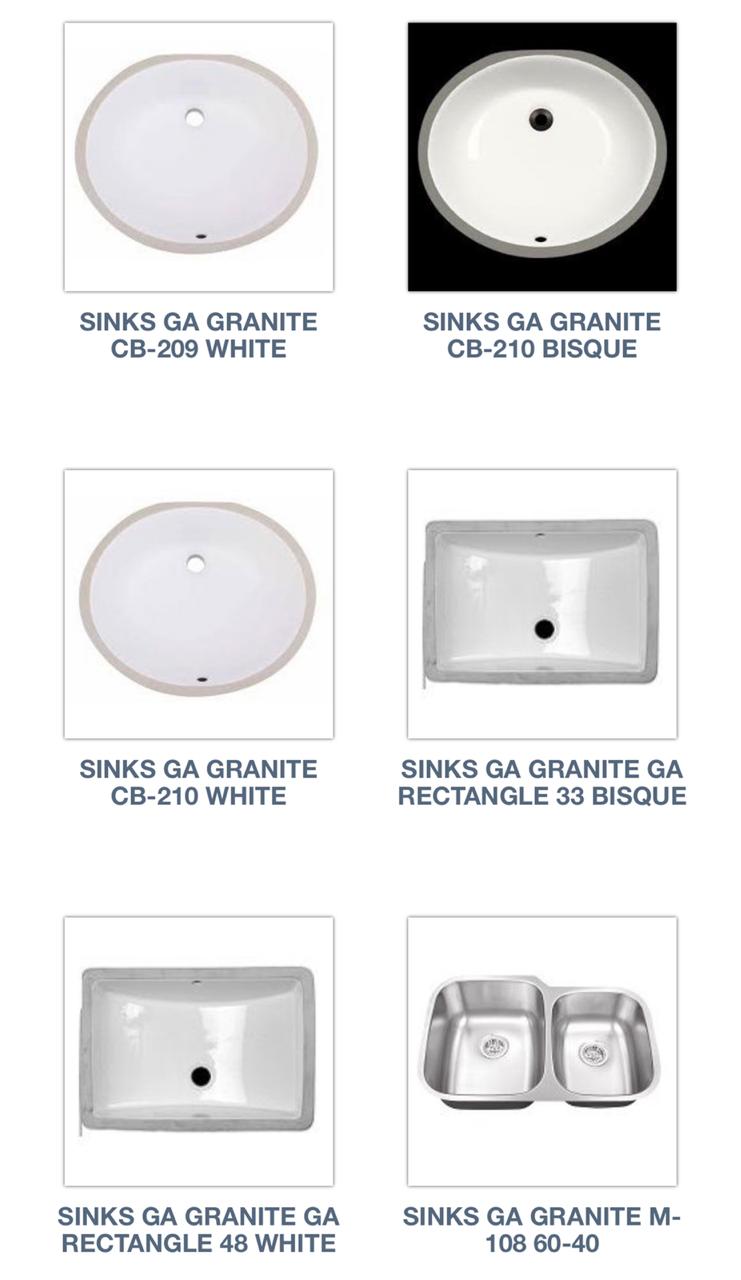 SINKS GA GRANITE
CB-209 WHITE
SINKS GA GRANITE
CB-210 BISQUE
SINKS GA GRANITE
CB-210 WHITE
SINKS GA GRANITE GA
RECTANGLE 33 BISQUE
SINKS GA GRANITE GA
RECTANGLE 48 WHITE
SINKS GA GRANITE M-
108 60-40